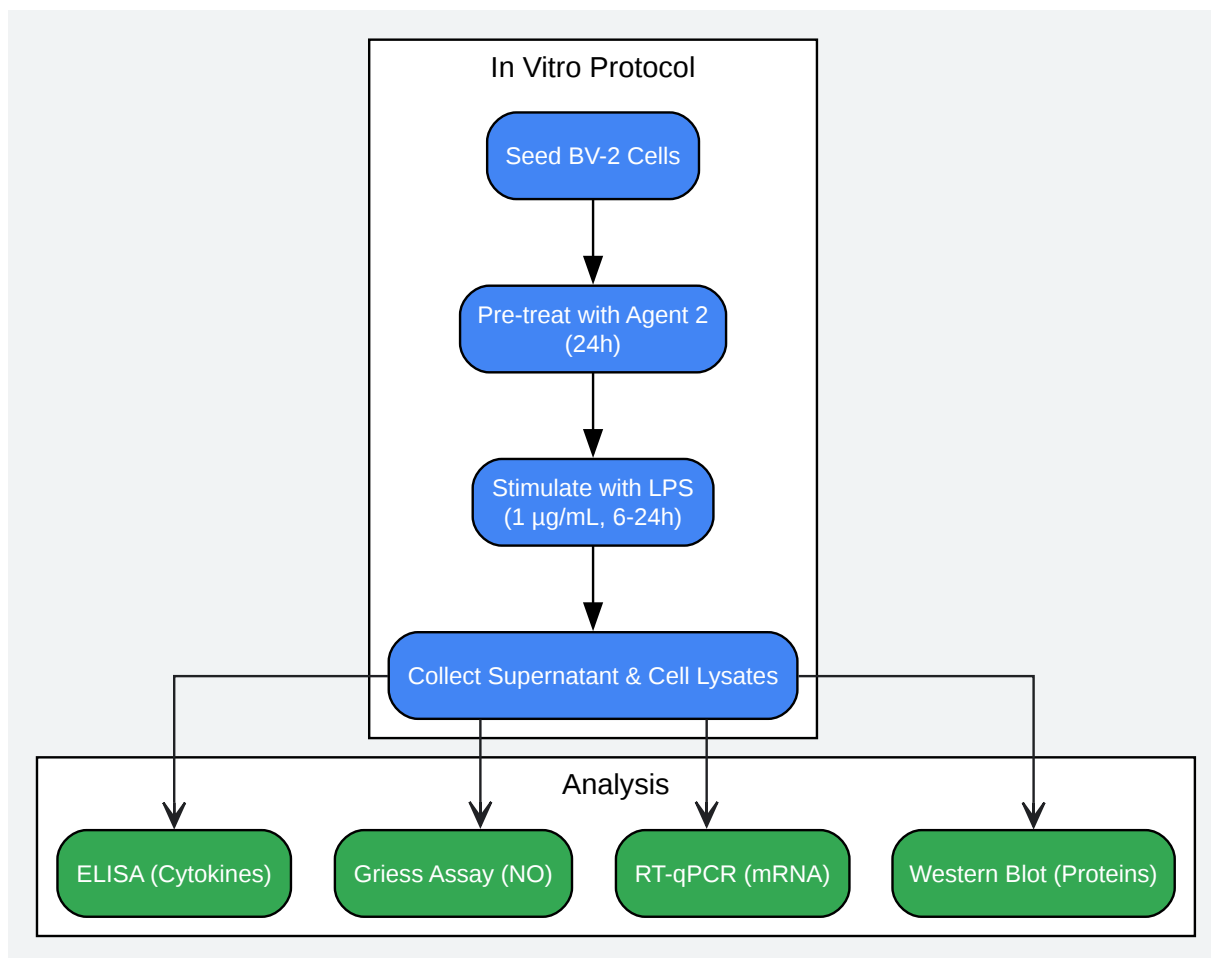 In Vitro Protocol
Seed BV-2 Cells
Pre-treat with Agent 2
(24h)
Stimulate with LPS
(1 µg/mL, 6-24h)
Collect Supernatant & Cell Lysates
Analysis
ELISA (Cytokines)
Griess Assay (NO)
RT-qPCR (mRNA)
Western Blot (Proteins)